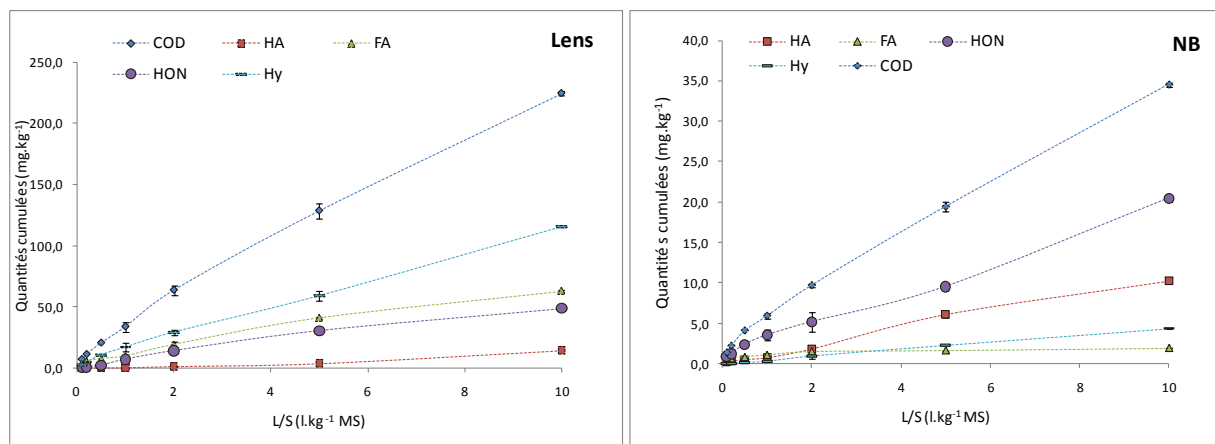 COD HA FA
HON Hy
Lens
250,0
200,0
150,0
100,0
50,0
0,0
0 2 4 6 8 10
Quantités cumulées (mg.kg-1)
L/S (l.kg-1 MS)
HA FA HON
Hy COD
NB
40,0
35,0
30,0
25,0
20,0
15,0
10,0
5,0
0,0
0 2 4 6 8 10
Quantité s cumulées (mg.kg-1)
L/S (l.kg-1 MS)